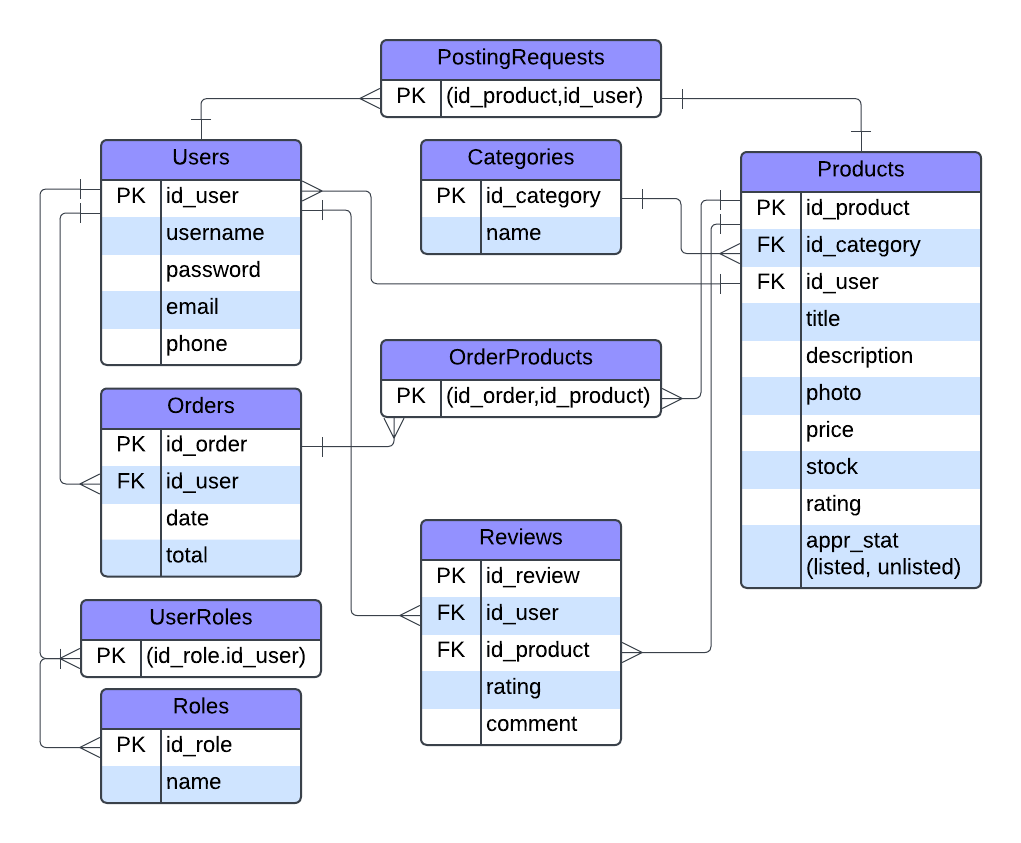 PostingRequests
PK (id_product,id_user)
Users
PK id_user
username
password
email
phone
Categories
PK id_category
name
Products
PK id_product
FK id_category
FK id_user
title
description
photo
price
stock
rating
appr_stat
(listed, unlisted)
OrderProducts
PK (id_order,id_product)
Orders
PK id_order
FK id_user
date
total
Reviews
PK id_review
FK id_user
FK id_product
rating
comment
UserRoles
PK (id_role.id_user)
Roles
PK id_role
name